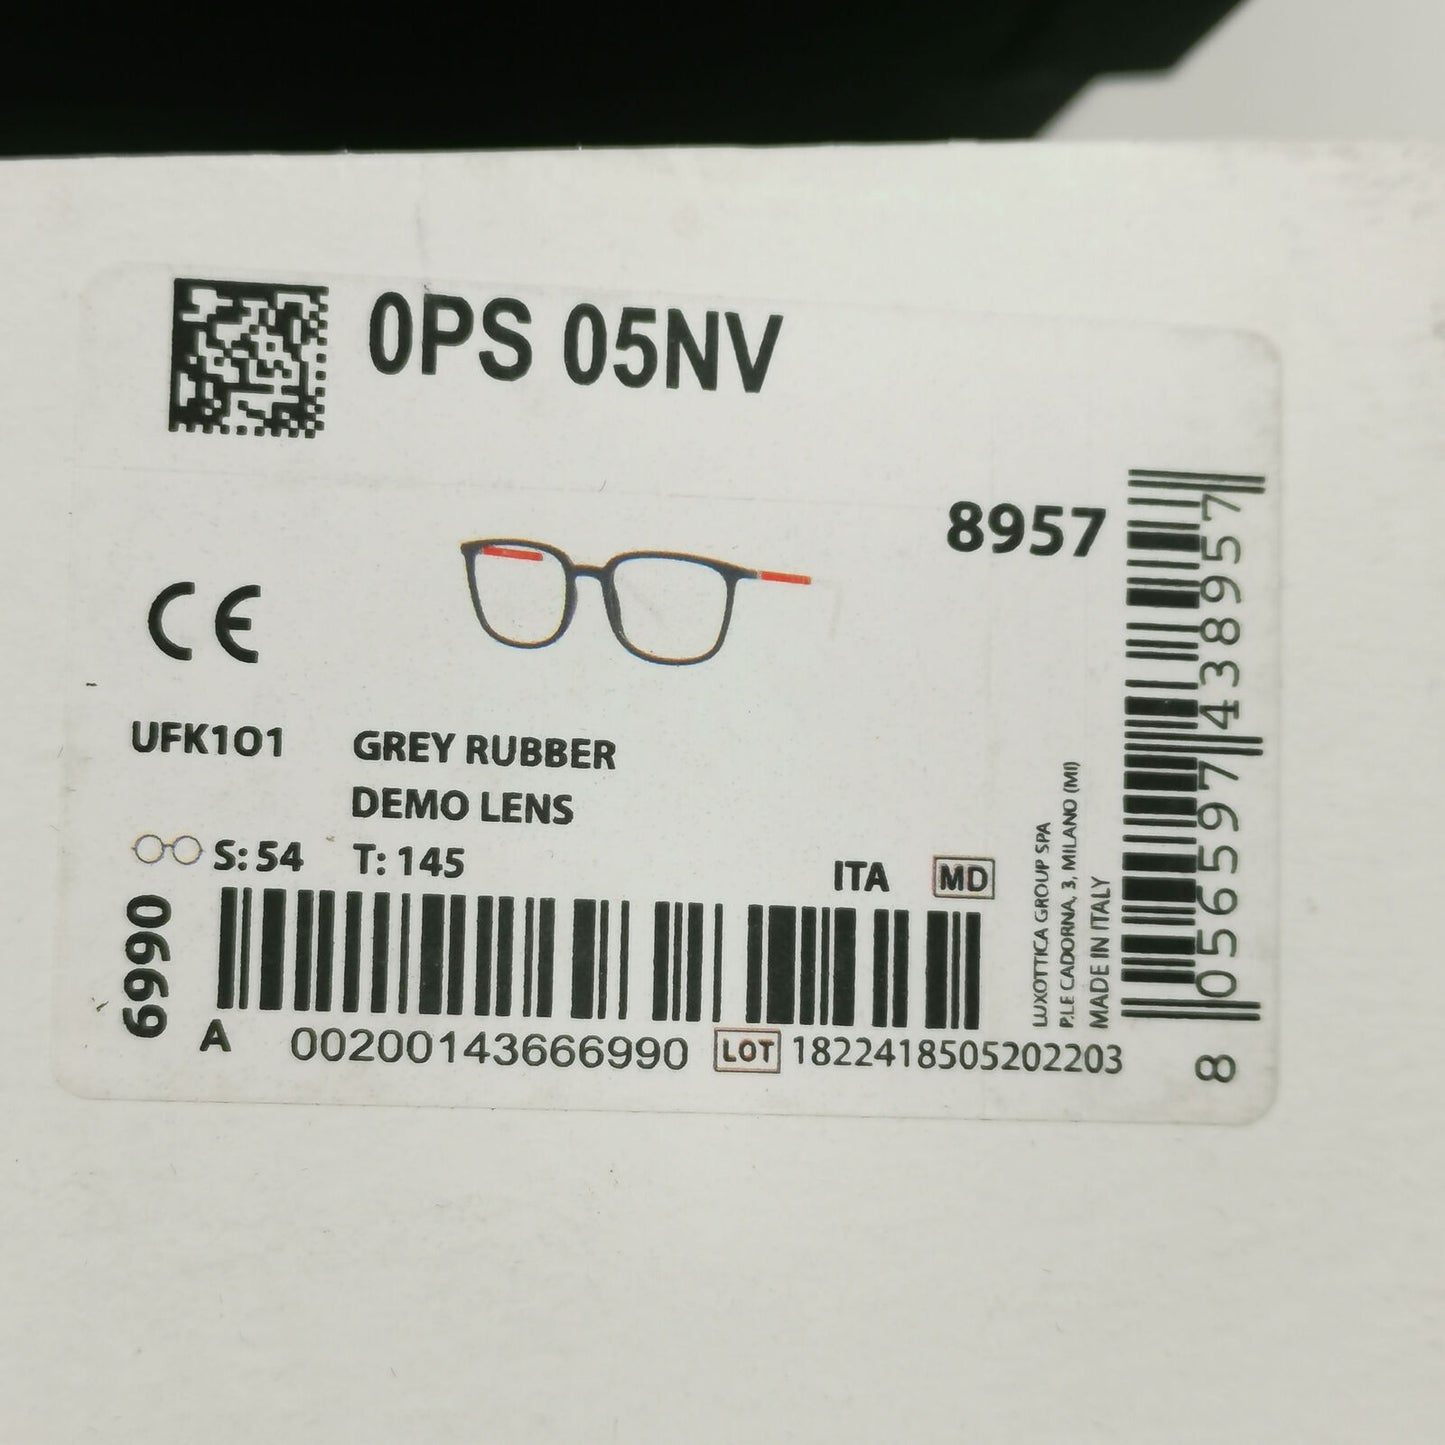 0PS 05NV
8957
CE
UFK1O1 GREY RUBBER
DEMO LENS
S: 54 T: 145
ITA MD
6990
A 00200143666990 LOT 1822418505202203
LUXOTTICA GROUP SPA
P.LE CADORNA, 3, MILANO (MI)
MADE IN ITALY
8 056597 438957